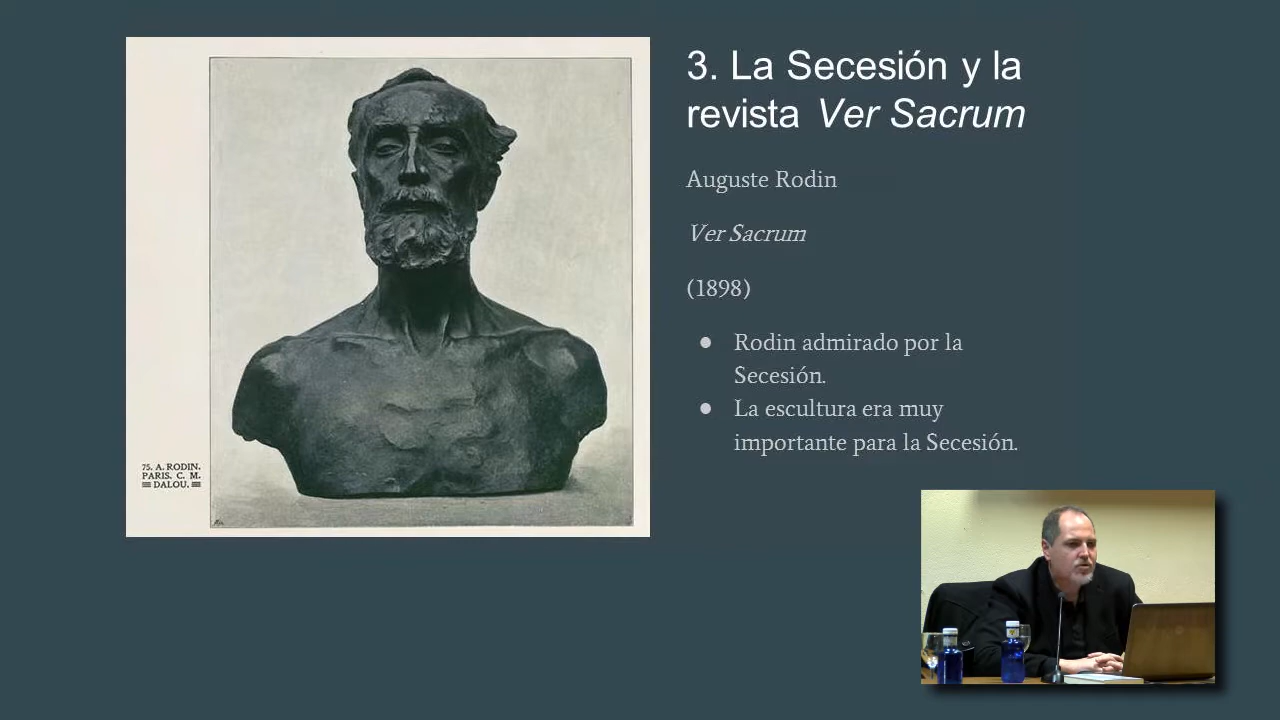 3. La Secesión y la
revista Ver Sacrum
Auguste Rodin
Ver Sacrum
(1898)
● Rodin admirado por la
Secesión.
● La escultura era muy
importante para la Secesión.
75. A. RODIN.
PARIS. C. M.
DALOU.